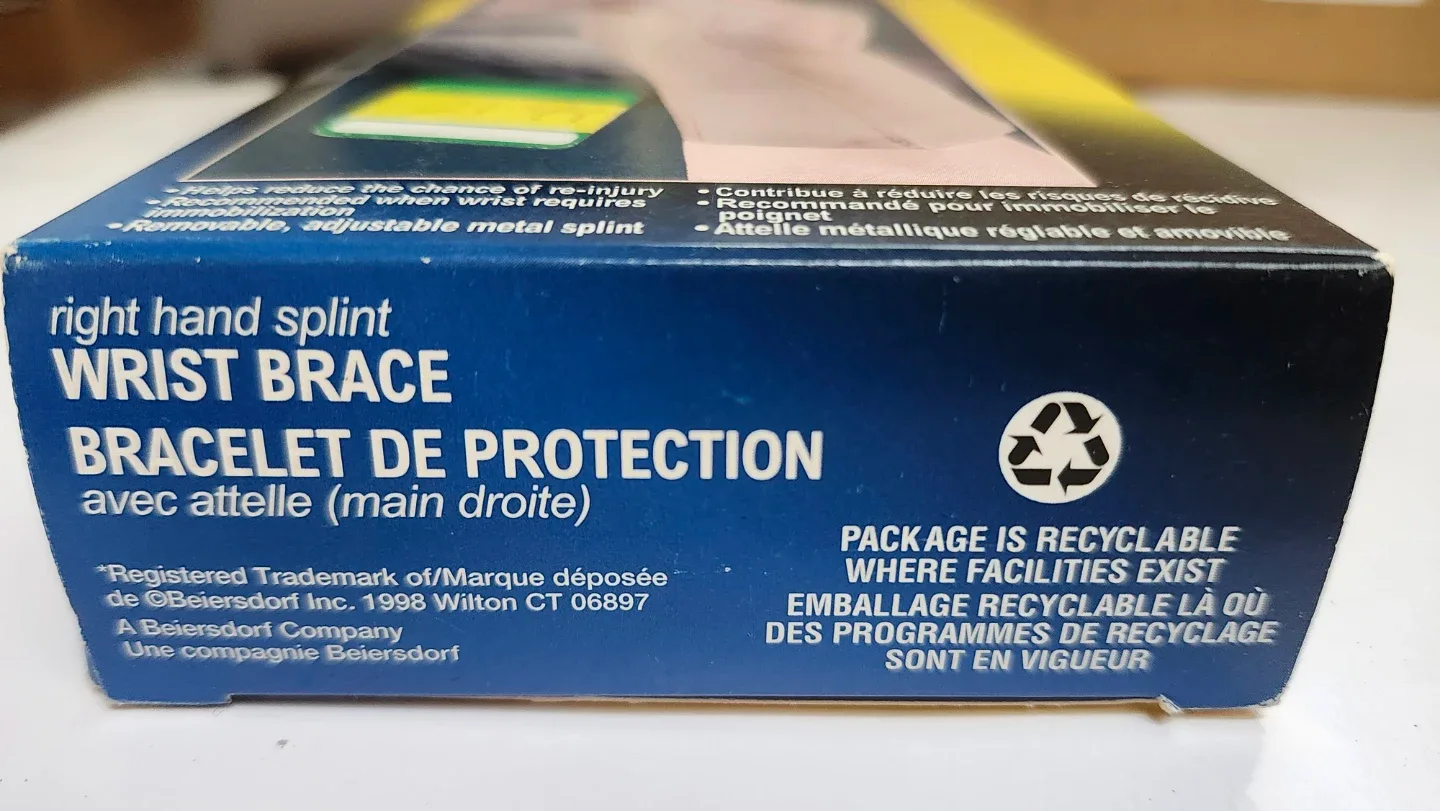 • Helps reduce the chance of re-injury
• Recommended when wrist requires
immobilization
• Removable, adjustable metal splint
• Contribue à réduire les risques de récidive
• Recommandé pour immobiliser le
poignet
• Attelle métallique réglable et amovible
right hand splint
WRIST BRACE
BRACELET DE PROTECTION
avec attelle (main droite)
*Registered Trademark of/Marque déposée
de ©Beiersdorf Inc. 1998 Wilton CT 06897
A Beiersdorf Company
Une compagnie Beiersdorf
PACKAGE IS RECYCLABLE
WHERE FACILITIES EXIST
EMBALLAGE RECYCLABLE LÀ OÙ
DES PROGRAMMES DE RECYCLAGE
SONT EN VIGUEUR